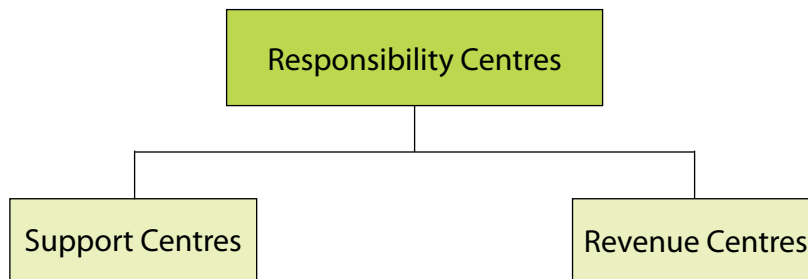 Responsibility Centres
Support Centres
Revenue Centres